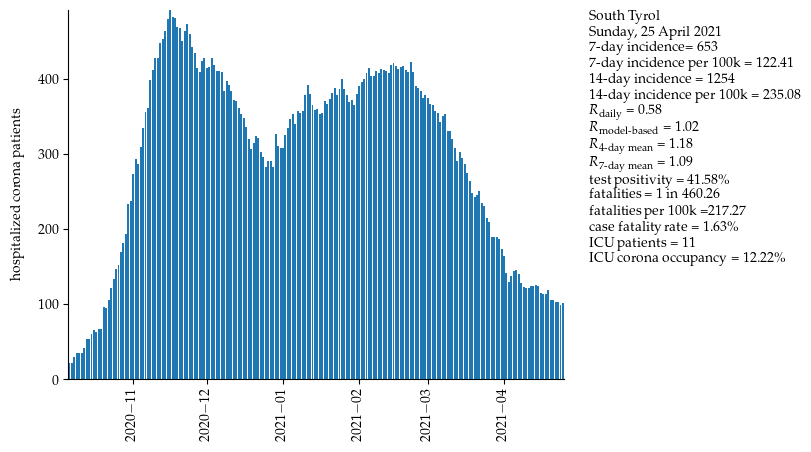 South Tyrol
Sunday, 25 April 2021
7-day incidence= 653
7-day incidence per 100k = 122.41
14-day incidence = 1254
14-day incidence per 100k = 235.08
R_daily = 0.58
R_model-based = 1.02
R_4-day mean = 1.18
R_7-day mean = 1.09
test positivity = 41.58%
fatalities = 1 in 460.26
fatalities per 100k =217.27
case fatality rate = 1.63%
ICU patients = 11
ICU corona occupancy = 12.22%
hospitalized corona patients
400
300
200
100
0
2020−11
2020−12
2021−01
2021−02
2021−03
2021−04